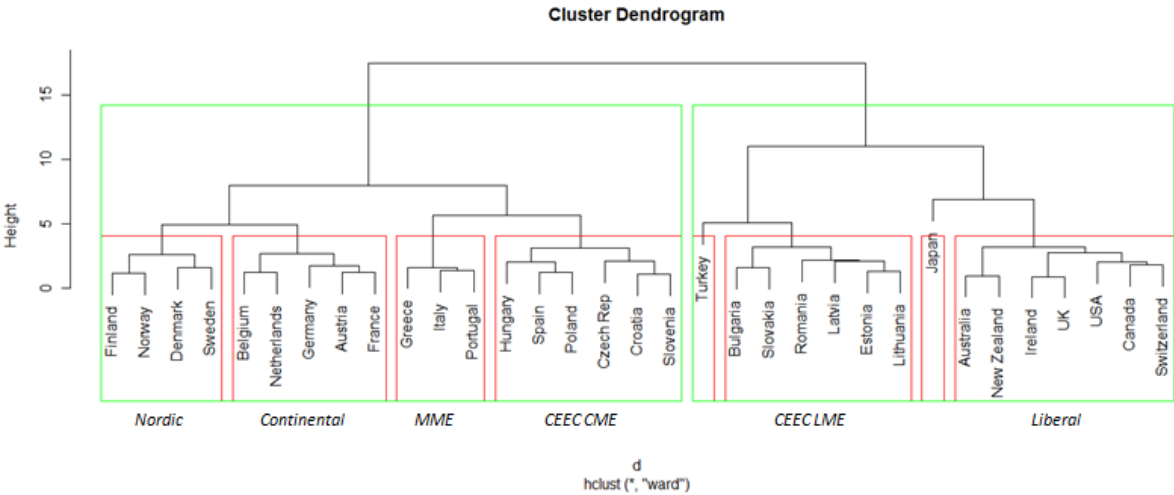 Cluster Dendrogram
Height
15
10
5
0
Finland
Norway
Denmark
Sweden
Belgium
Netherlands
Germany
Austria
France
Greece
Italy
Portugal
Hungary
Spain
Poland
Czech Rep
Croatia
Slovenia
Turkey
Bulgaria
Slovakia
Romania
Latvia
Estonia
Lithuania
Japan
Australia
New Zealand
Ireland
UK
USA
Canada
Switzerland
Nordic Continental MME CEEC CME CEEC LME Liberal
d
hclust (*, "ward")